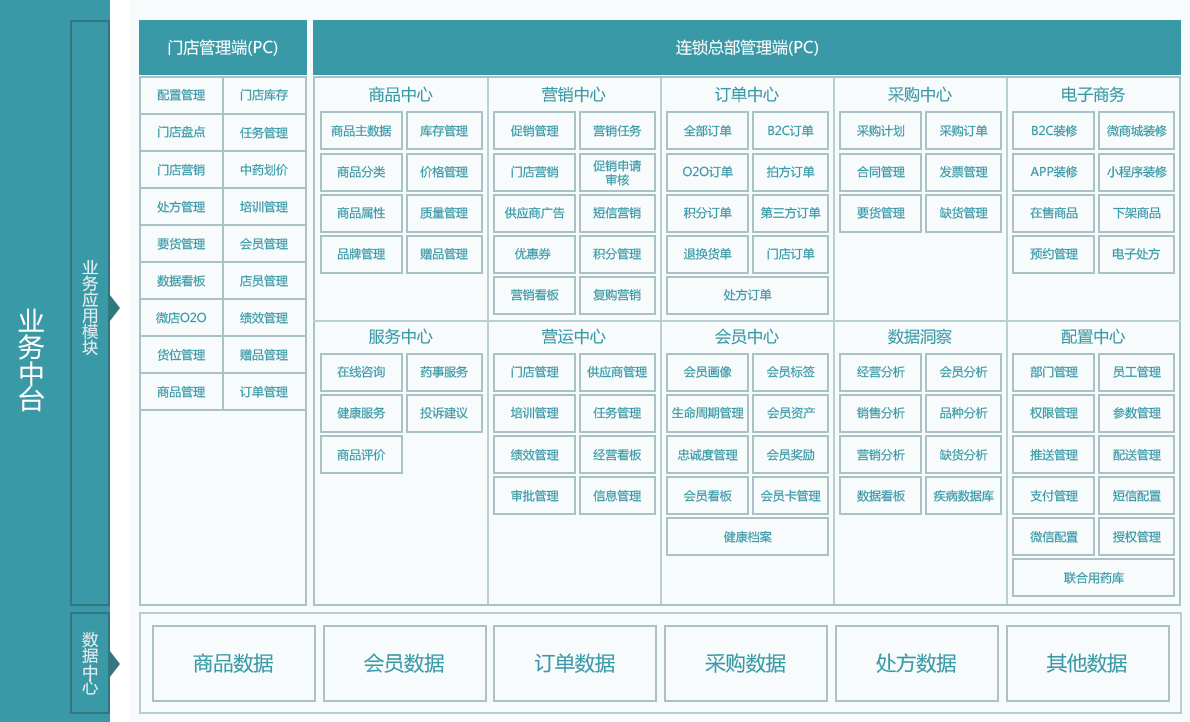 业务中台
业务应用模块
门店管理端(PC)
配置管理
门店库存
门店盘点
任务管理
门店营销
中药划价
处方管理
培训管理
要货管理
会员管理
数据看板
店员管理
微店O2O
绩效管理
货位管理
赠品管理
商品管理
订单管理
连锁总部管理端(PC)
商品中心
商品主数据
库存管理
商品分类
价格管理
商品属性
质量管理
品牌管理
赠品管理
营销中心
促销管理
营销任务
门店营销
促销申请
审核
供应商广告
短信营销
优惠券
积分管理
营销看板
复购营销
订单中心
全部订单
B2C订单
O2O订单
拍方订单
积分订单
第三方订单
退换货单
门店订单
处方订单
采购中心
采购计划
采购订单
合同管理
发票管理
要货管理
缺货管理
电子商务
B2C装修
微商城装修
APP装修
小程序装修
在售商品
下架商品
预约管理
电子处方
服务中心
在线咨询
药事服务
健康服务
投诉建议
商品评价
营运中心
门店管理
供应商管理
培训管理
任务管理
绩效管理
经营看板
审批管理
信息管理
会员中心
会员画像
会员标签
生命周期管理
会员资产
忠诚度管理
会员奖励
会员看板
会员卡管理
健康档案
数据洞察
经营分析
会员分析
销售分析
品种分析
营销分析
缺货分析
数据看板
疾病数据库
配置中心
部门管理
员工管理
权限管理
参数管理
推送管理
配送管理
支付管理
短信配置
微信配置
授权管理
联合用药库
数据中心
商品数据
会员数据
订单数据
采购数据
处方数据
其他数据